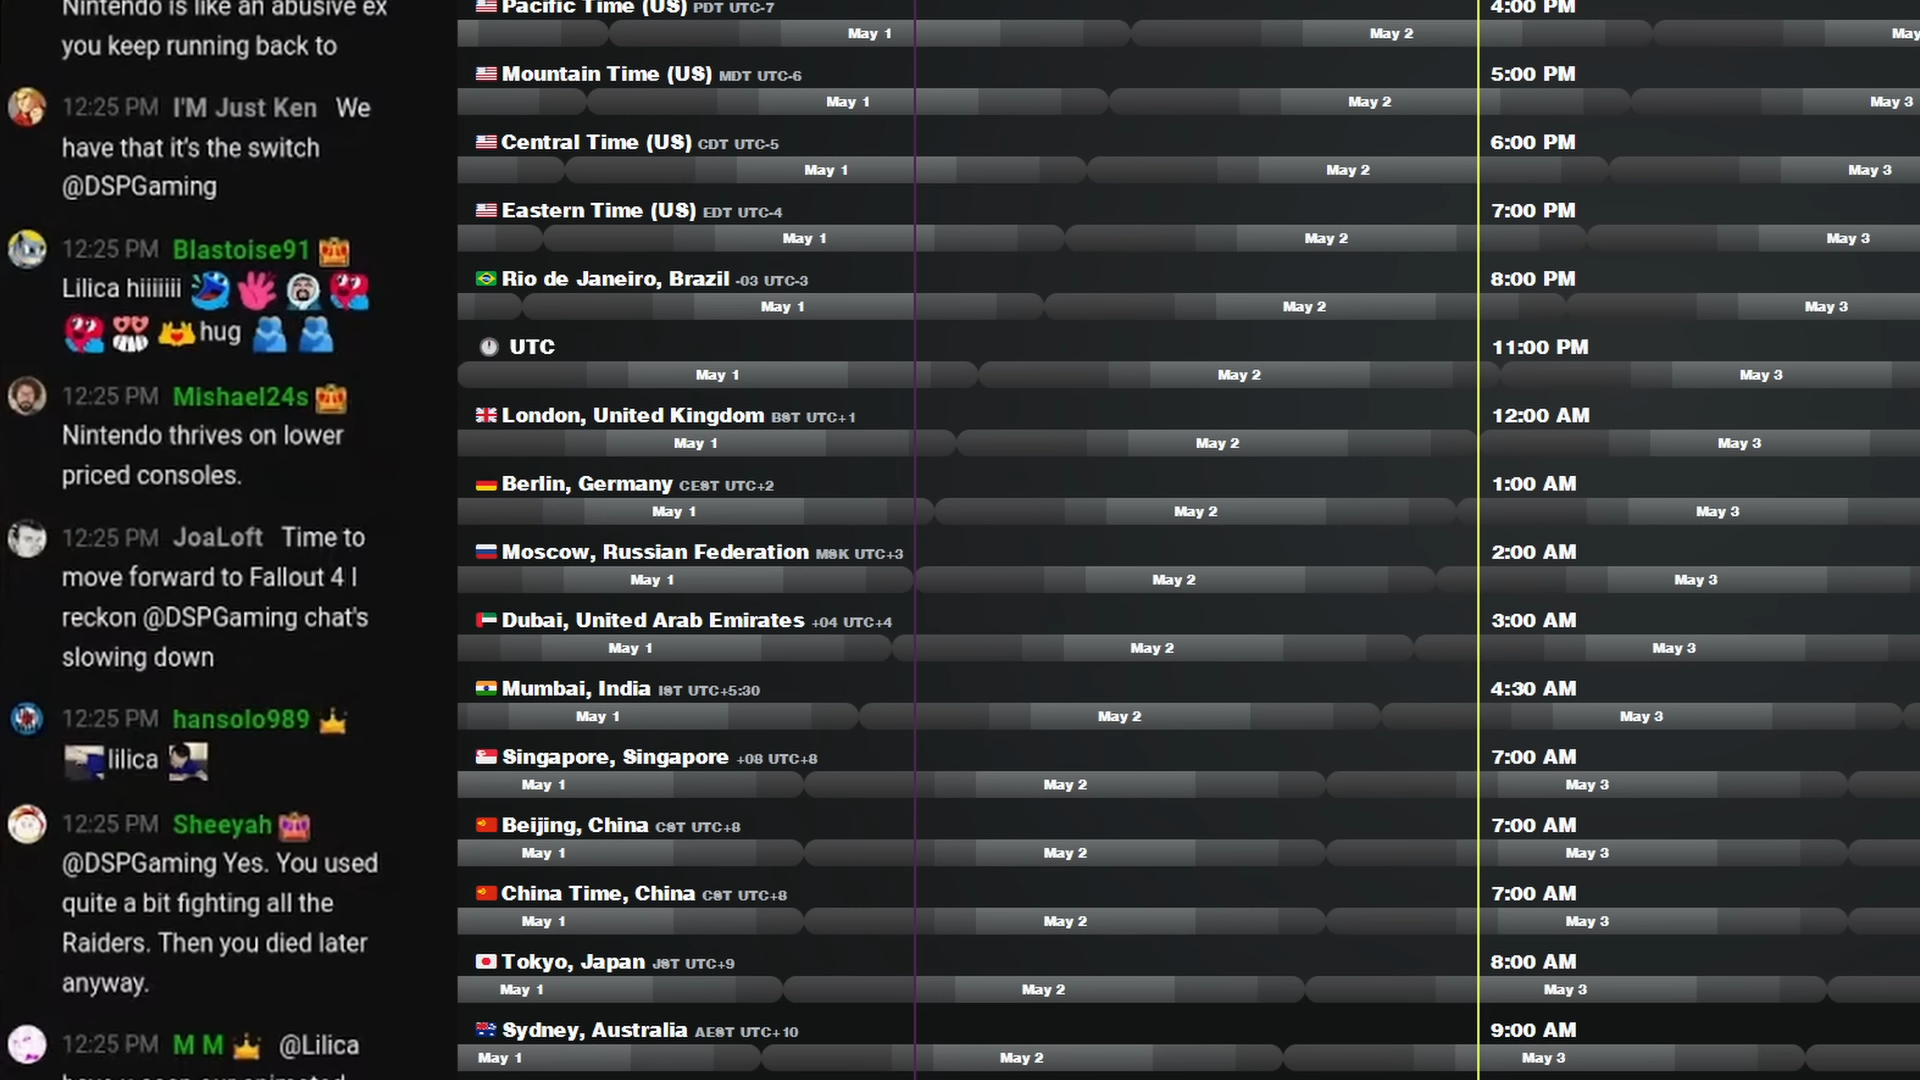 Nintendo is like an abusive ex
you keep running back to
12:25 PM I'M Just Ken We
have that it's the switch
@DSPGaming
12:25 PM Blastoise91
Lilica hiiiiiii
hug
12:25 PM Mishael24s
Nintendo thrives on lower
priced consoles.
12:25 PM JoaLoft Time to
move forward to Fallout 4 I
reckon @DSPGaming chat's
slowing down
12:25 PM hansolo989
lilica
12:25 PM Sheeyah
@DSPGaming Yes. You used
quite a bit fighting all the
Raiders. Then you died later
anyway.
12:25 PM M M @Lilica
Pacific Time (US) PDT UTC-7 4:00 PM
May 1 May 2 May
Mountain Time (US) MDT UTC-6 5:00 PM
May 1 May 2 May 3
Central Time (US) CDT UTC-5 6:00 PM
May 1 May 2 May 3
Eastern Time (US) EDT UTC-4 7:00 PM
May 1 May 2 May 3
Rio de Janeiro, Brazil -03 UTC-3 8:00 PM
May 1 May 2 May 3
UTC 11:00 PM
May 1 May 2 May 3
London, United Kingdom BST UTC+1 12:00 AM
May 1 May 2 May 3
Berlin, Germany CEST UTC+2 1:00 AM
May 1 May 2 May 3
Moscow, Russian Federation MSK UTC+3 2:00 AM
May 1 May 2 May 3
Dubai, United Arab Emirates +04 UTC+4 3:00 AM
May 1 May 2 May 3
Mumbai, India IST UTC+5:30 4:30 AM
May 1 May 2 May 3
Singapore, Singapore +08 UTC+8 7:00 AM
May 1 May 2 May 3
Beijing, China CST UTC+8 7:00 AM
May 1 May 2 May 3
China Time, China CST UTC+8 7:00 AM
May 1 May 2 May 3
Tokyo, Japan JST UTC+9 8:00 AM
May 1 May 2 May 3
Sydney, Australia AEST UTC+10 9:00 AM
May 1 May 2 May 3